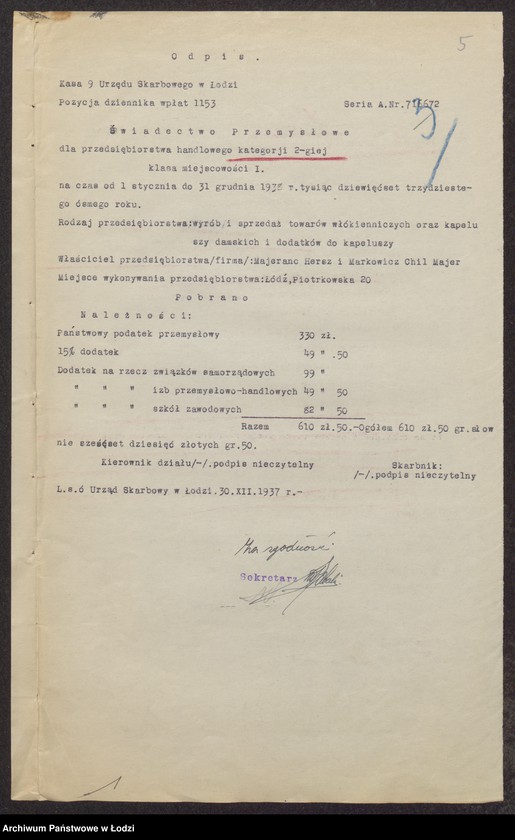 5
O d p i s .
Kasa 9 Urzędu Skarbowego w Łodzi
Pozycja dziennika wpłat 1153 Seria A.Nr.
3/
Świadectwo Przemysłowe
dla przedsiębiorstwa handlowego kategorji 2-giej
klasa miejscowości I.
na czas od 1 stycznia do 31 grudnia 1938 r.tysiąc dziewięćset trzydzieste-
go ósmego roku.
Rodzaj przedsiębiorstwa:wyrób/i sprzedaż towarów włókienniczych oraz kapelu
szy damskich i dodatków do kapeluszy
Właściciel przedsiębiorstwa/firma/:Majeranc Hersz i Markowicz Chil Majer
Miejsce wykonywania przedsiębiorstwa:Łódź,Piotrkowska 20
P o b r a n o
N a l e ż n o ś c i :
Państwowy podatek przemysłowy 330 zł.
15% dodatek 49 " .50
Dodatek na rzecz związków samorządowych 99 "
" " " izb przemysłowo-handlowych 49 " 50
" " " szkół zawodowych 82 " 50
Razem 610 zł.50.-Ogółem 610 zł.50 gr.słow
nie sześćset dziesięć złotych gr.50.
Kierownik działu/-/.podpis nieczytelny Skarbnik:
/-/.podpis nieczytelny
L.s.ó Urząd Skarbowy w Łodzi.30.XII.1937 r.-
Za zgodność:
Sekretarz
Archiwum Państwowe w Łodzi